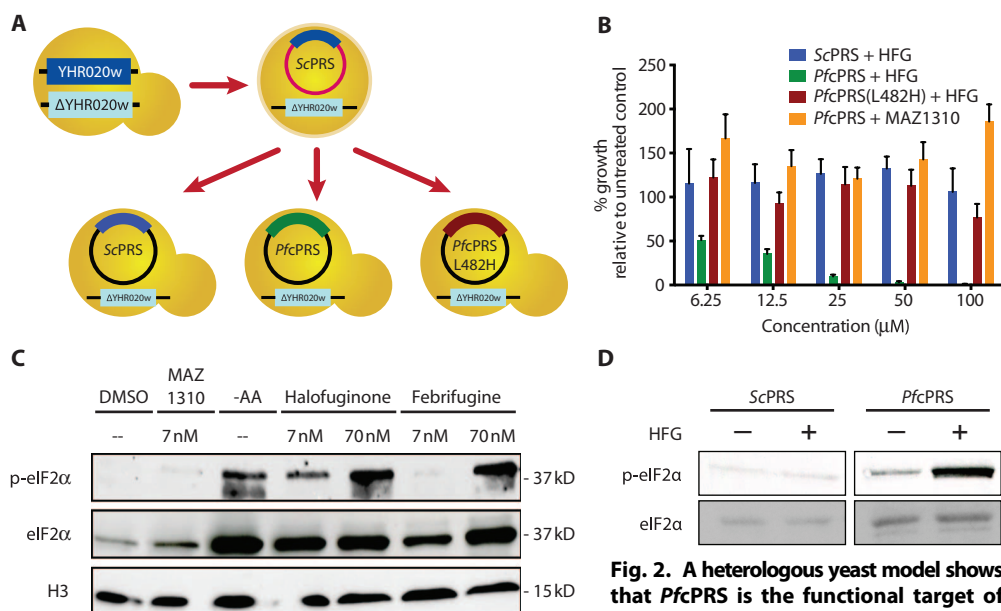 A
YHR020w
ΔYHR020w
ScPRS
ΔYHR020w
ScPRS
ΔYHR020w
PfcPRS
ΔYHR020w
PfcPRS
L482H
ΔYHR020w
B
ScPRS + HFG
PfcPRS + HFG
PfcPRS(L482H) + HFG
PfcPRS + MAZ1310
% growth
relative to untreated control
250
200
150
100
50
0
6.25 12.5 25 50 100
Concentration (μM)
C
DMSO MAZ 1310 -AA Halofuginone Febrifugine
-- 7 nM -- 7 nM 70 nM 7 nM 70 nM
p-eIF2α - 37 kD
eIF2α - 37 kD
H3 - 15 kD
D
ScPRS PfcPRS
HFG − + − +
p-eIF2α
eIF2α
Fig. 2. A heterologous yeast model shows
that PfcPRS is the functional target of